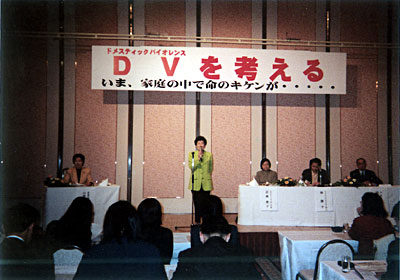 ドメスティックバイオレンス
DVを考える
いま、家庭の中で命のキケンが・・・・・